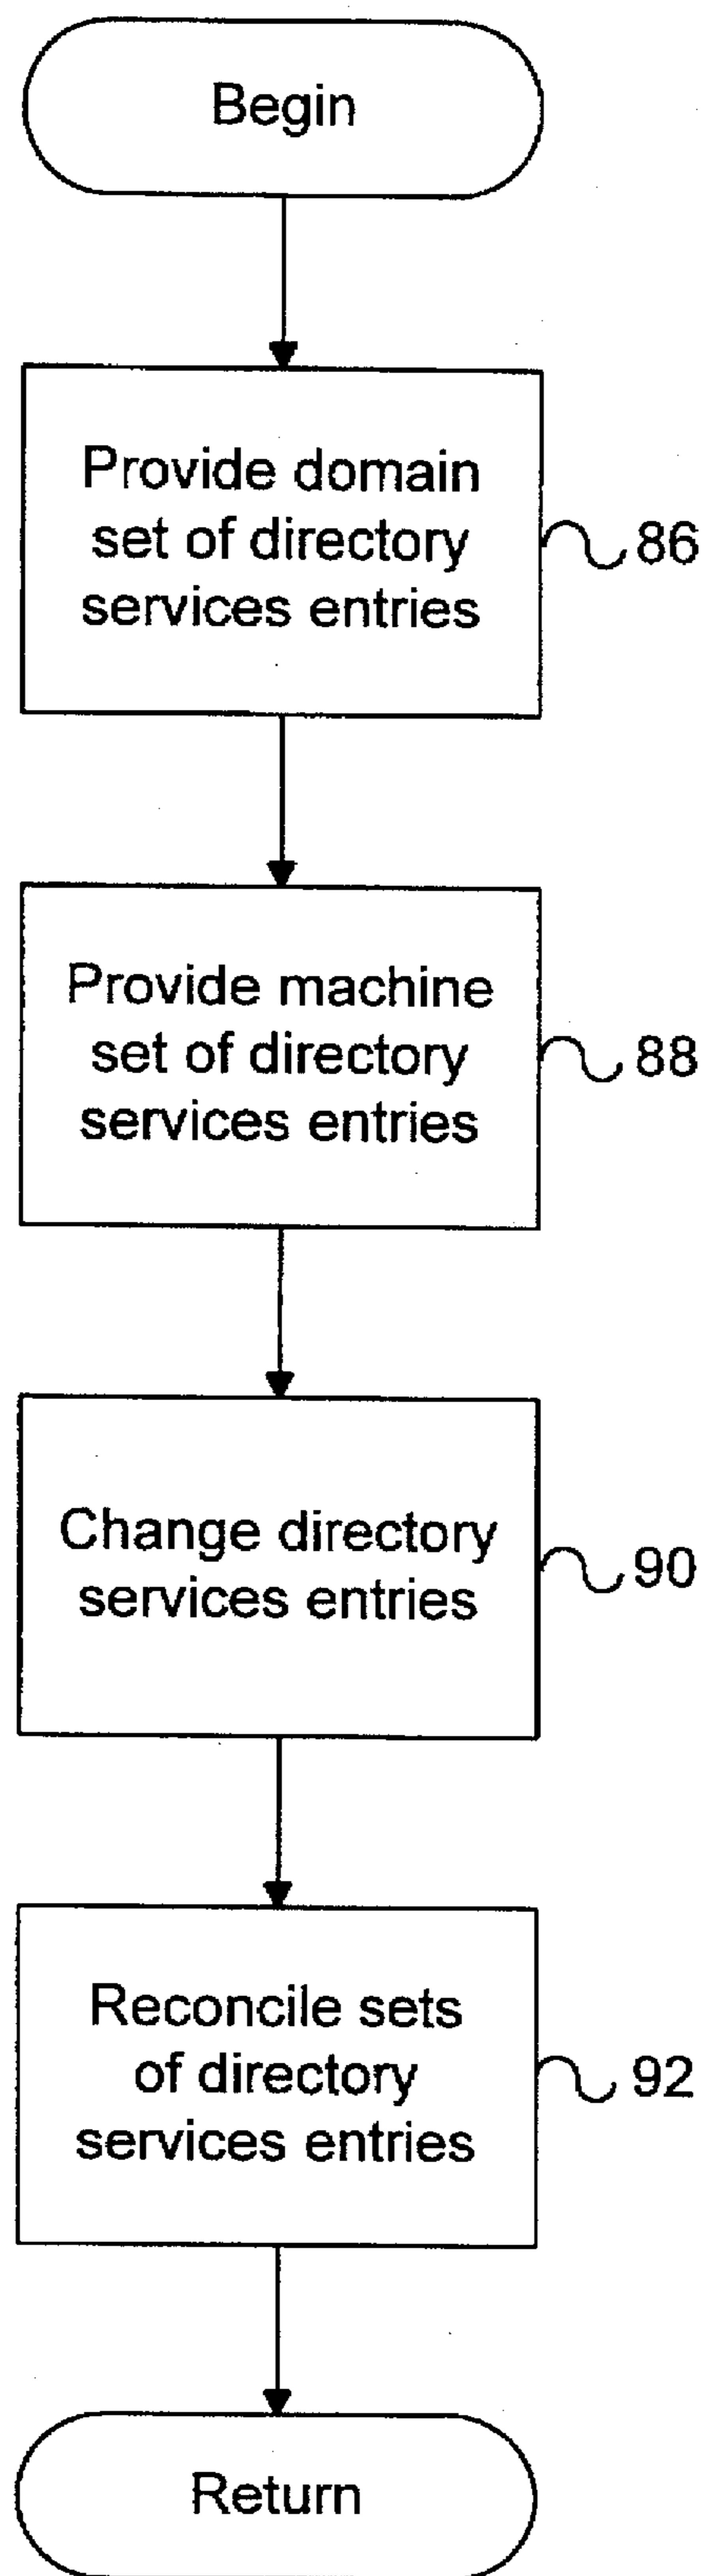 Begin
Provide domain
set of directory
services entries
86
Provide machine
set of directory
services entries
88
Change directory
services entries
90
Reconcile sets
of directory
services entries
92
Return